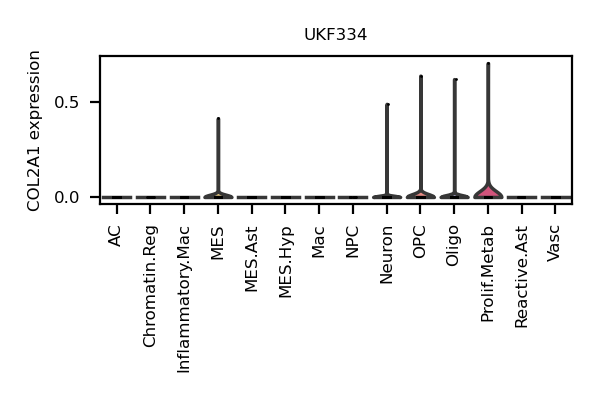 UKF334
COL2A1 expression
0.5
0.0
AC
Chromatin.Reg
Inflammatory.Mac
MES
MES.Ast
MES.Hyp
Mac
NPC
Neuron
OPC
Oligo
Prolif.Metab
Reactive.Ast
Vasc